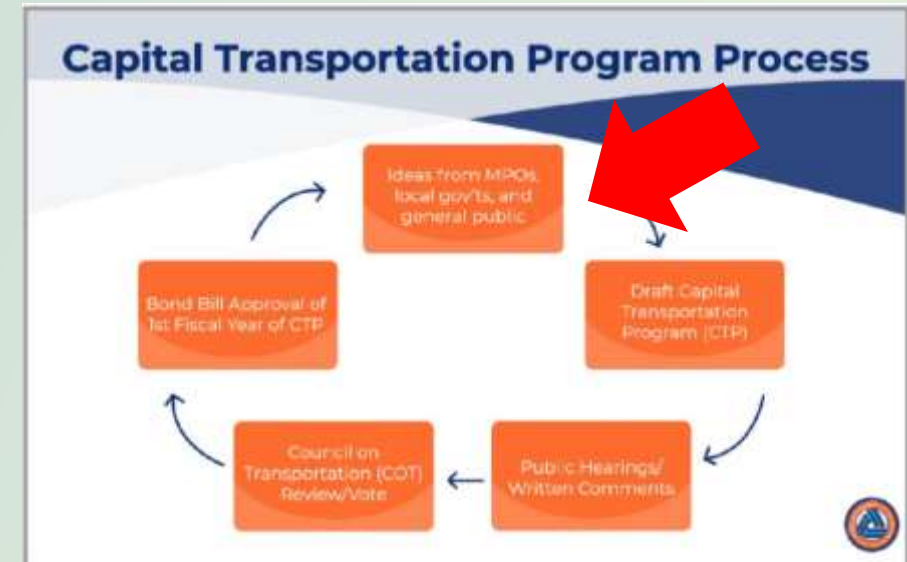 Capital Transportation Program Process
Ideas from MPOs,
local gov'ts, and
general public
Draft Capital
Transportation
Program (CTP)
Public Hearings/
Written Comments
Council on
Transportation (COT)
Review/Vote
Bond Bill Approval of
1st Fiscal Year of CTP